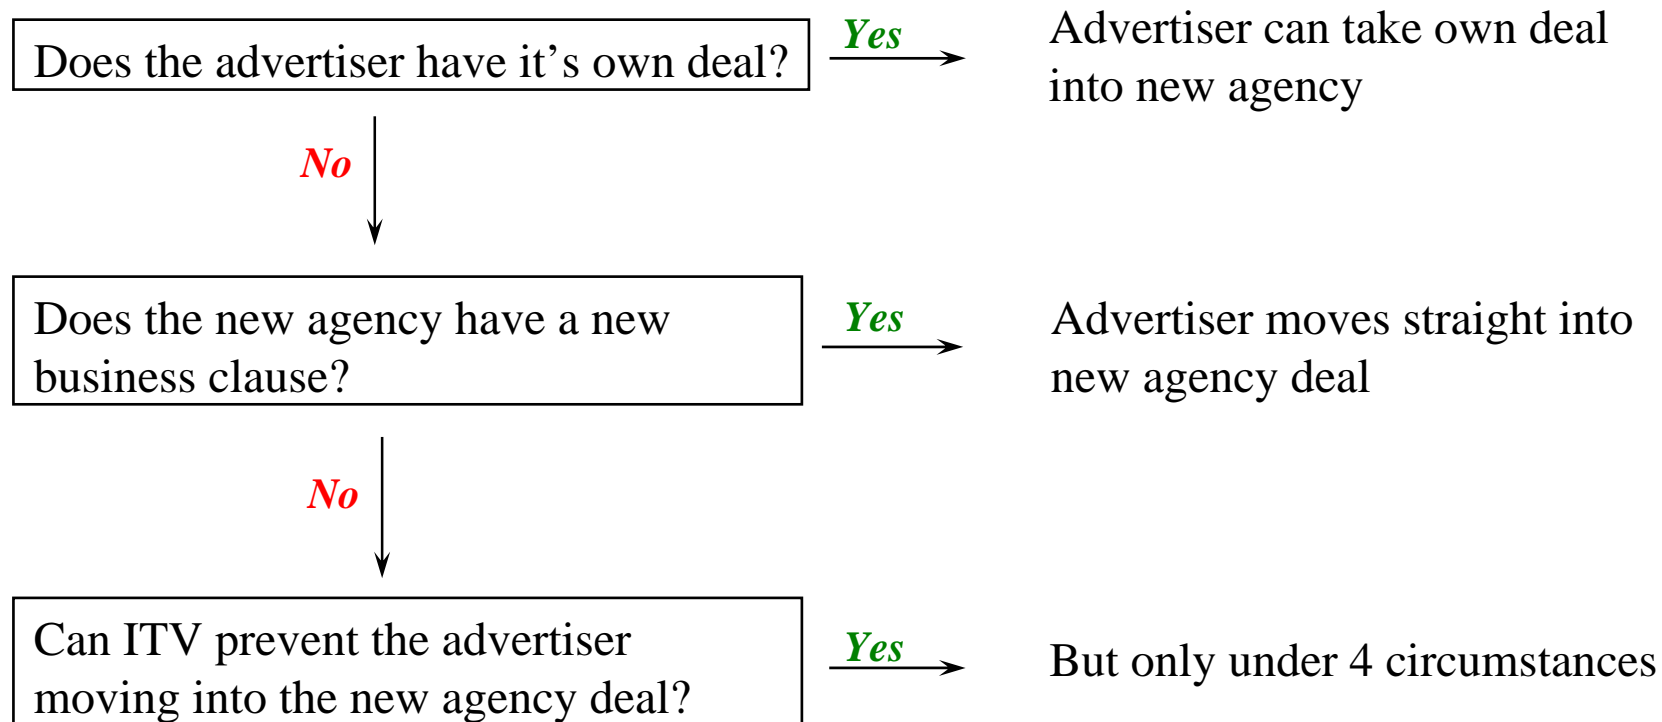 Does the advertiser have it’s own deal?
Yes
Advertiser can take own deal
into new agency
No
Does the new agency have a new
business clause?
Yes
Advertiser moves straight into
new agency deal
No
Can ITV prevent the advertiser
moving into the new agency deal?
Yes
But only under 4 circumstances